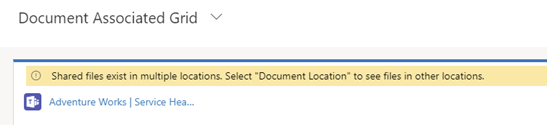 Document Associated Grid
Shared files exist in multiple locations. Select "Document Location" to see files in other locations.
Adventure Works | Service Hea...